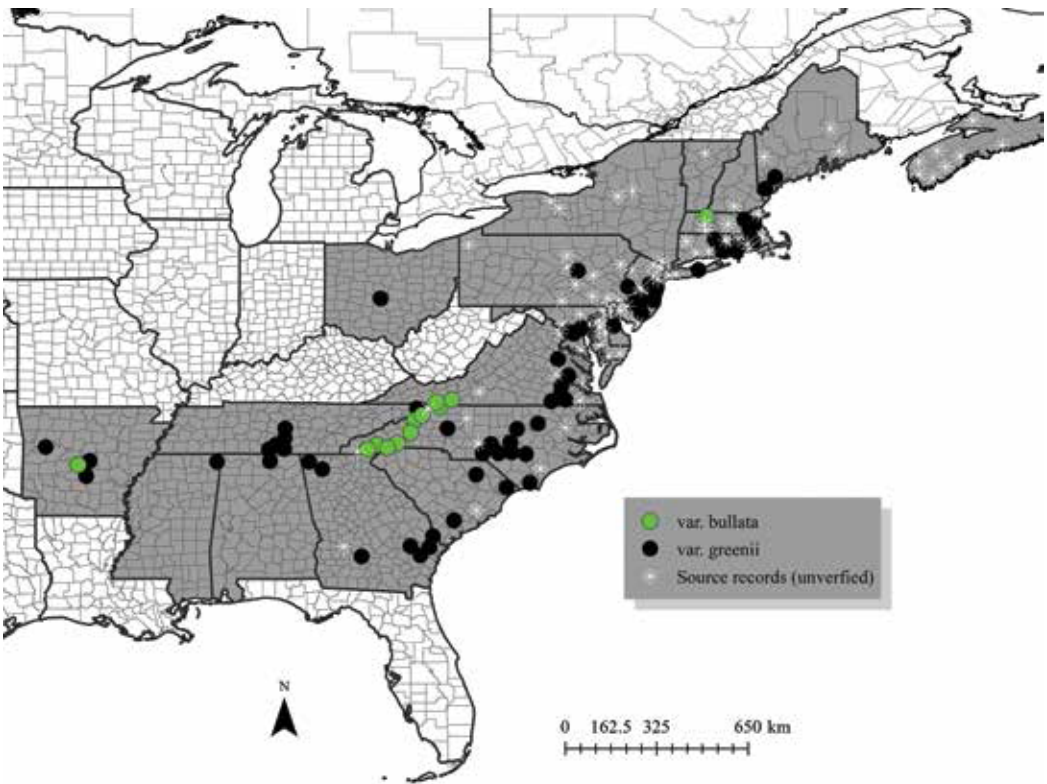 var. bullata
var. greenii
Source records (unverfied)
N
0 162.5 325 650 km